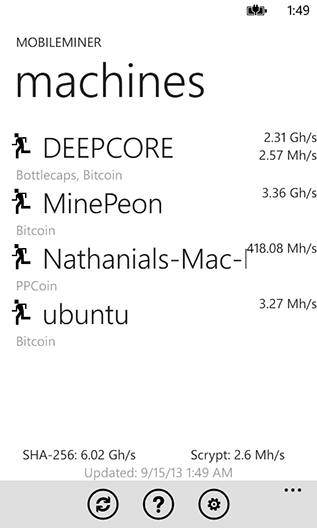 1:49
MOBILEMINER
machines
DEEPCORE 2.31 Gh/s
2.57 Mh/s
Bottlecaps, Bitcoin
MinePeon 3.36 Gh/s
Bitcoin
Nathanials-Mac- 418.08 Mh/s
PPCoin
ubuntu 3.27 Mh/s
Bitcoin
SHA-256: 6.02 Gh/s Scrypt: 2.6 Mh/s
Updated: 9/15/13 1:49 AM
?
...